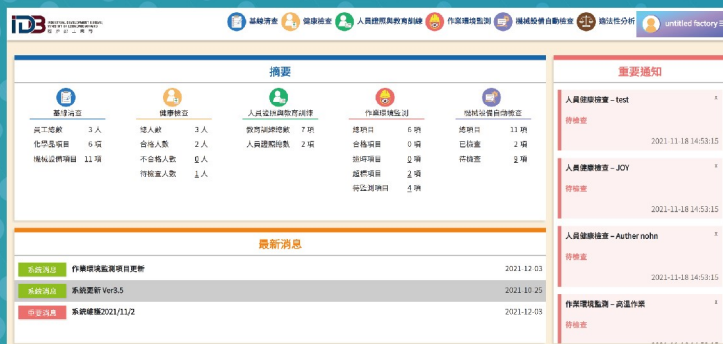 IDB
基線清查
健康檢查
人員證照與教育訓練
作業環境監測
機械設備自動檢查
適法性分析
untitled factory
摘要
基線清查
員工總數 3 人
化學品項目 6 項
機械設備項目 11 項
健康檢查
總人數 3 人
合格人數 2 人
不合格人數 0 人
待檢查人數 1 人
人員證照與教育訓練
教育訓練總數 7 項
人員證照總數 2 項
作業環境監測
總項目 6 項
合格項目 0 項
逾時項目 0 項
超標項目 2 項
待監測項目 4 項
機械設備自動檢查
總項目 11 項
已檢查 2 項
待檢查 9 項
最新消息
系統消息 作業環境監測項目更新 2021-12-03
系統消息 系統更新 Ver3.5 2021-10-25
重要消息 系統維護2021/11/2 2021-12-03
重要通知
人員健康檢查 – test x
待檢查
2021-11-18 14:53:15
人員健康檢查 – JOY x
待檢查
2021-11-18 14:53:15
人員健康檢查 – Auther nohn x
待檢查
2021-11-18 14:53:15
作業環境監測 – 高溫作業 x
待檢查